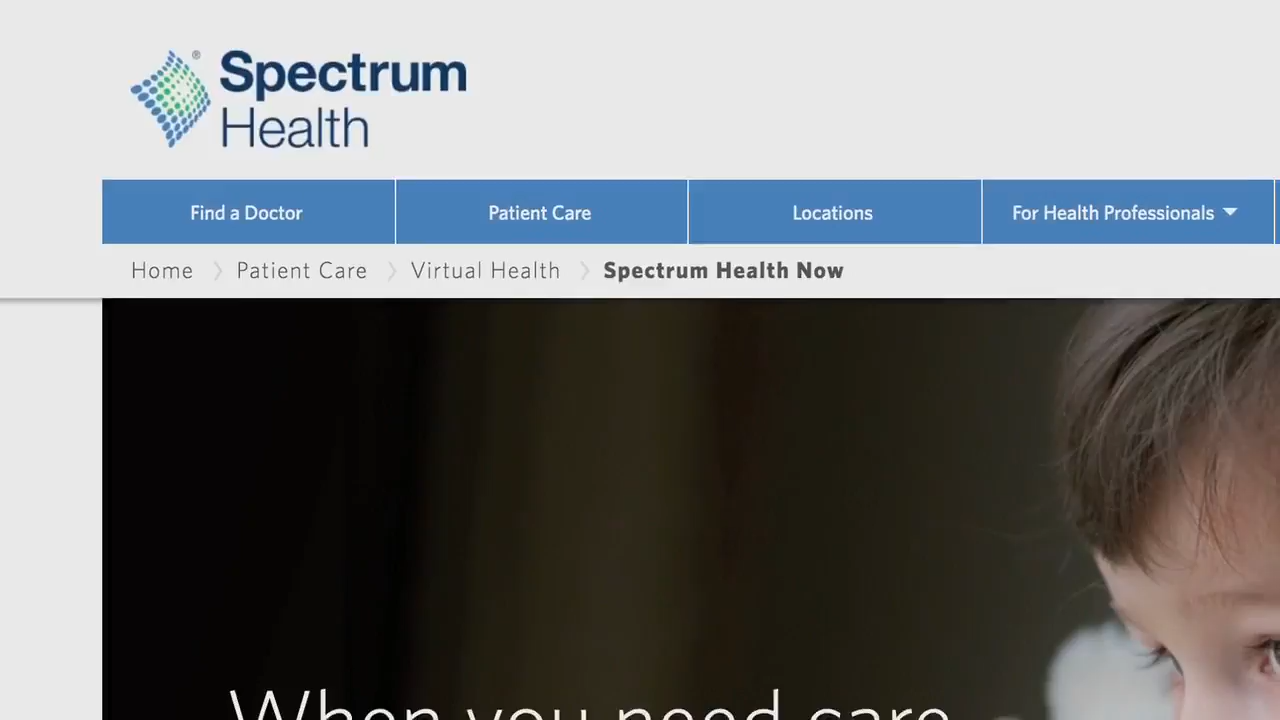 Spectrum
Health
Find a Doctor
Patient Care
Locations
For Health Professionals
Home
Patient Care
Virtual Health
Spectrum Health Now
When you need care